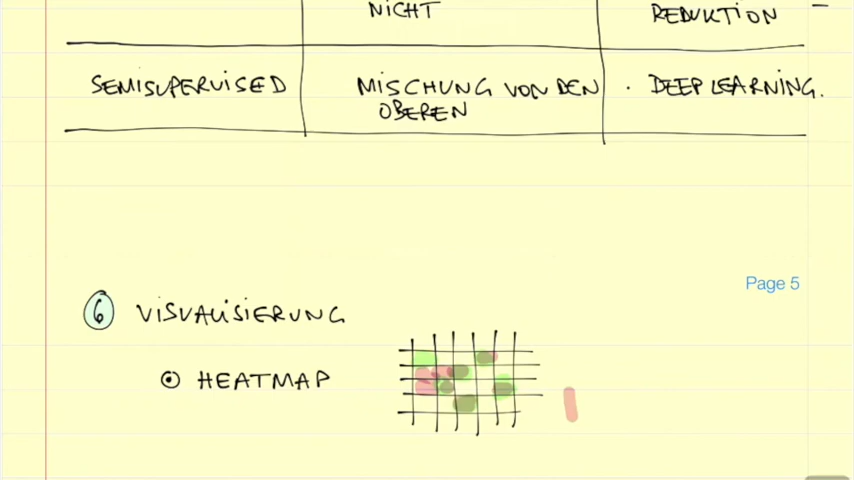 NICHT
REDUKTION
SEMISUPERVISED
MISCHUNG VON DEN
OBEREN
· DEEP LEARNING.
Page 5
6 VISUALISIERUNG
HEATMAP